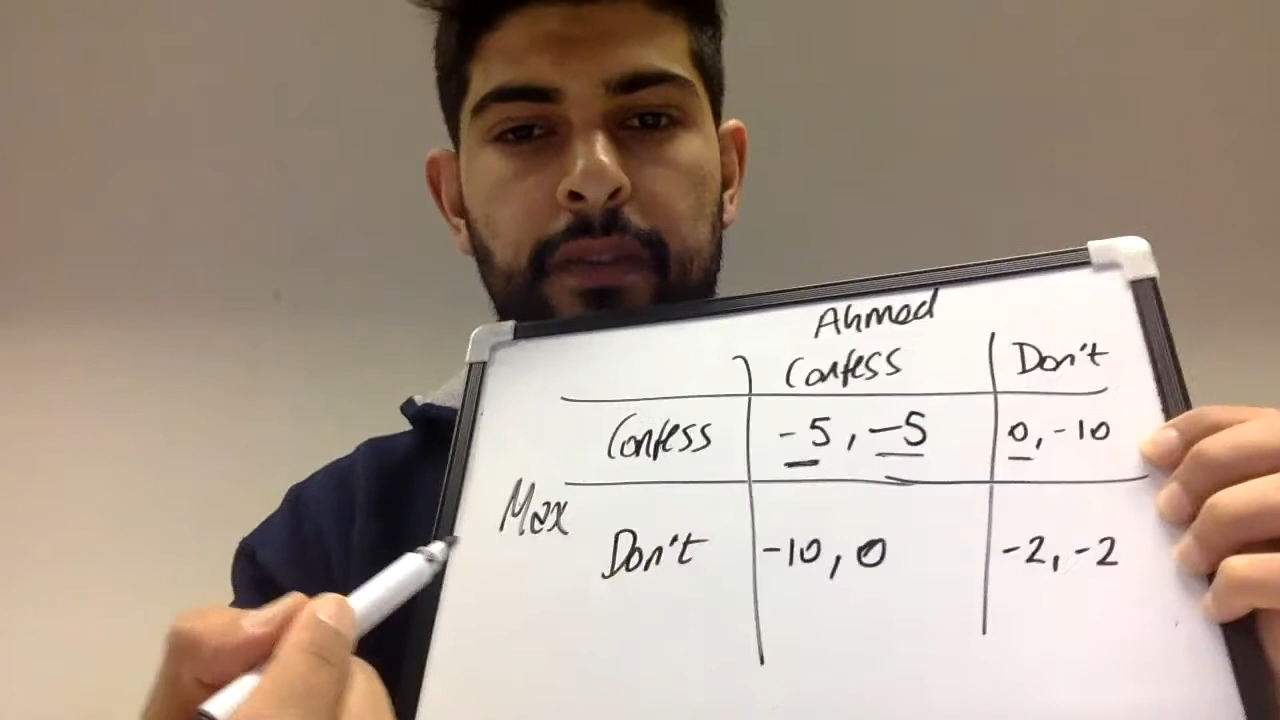 Ahmed
Confess Don't
Confess -5, -5 0, -10
Max
Don't -10, 0 -2, -2